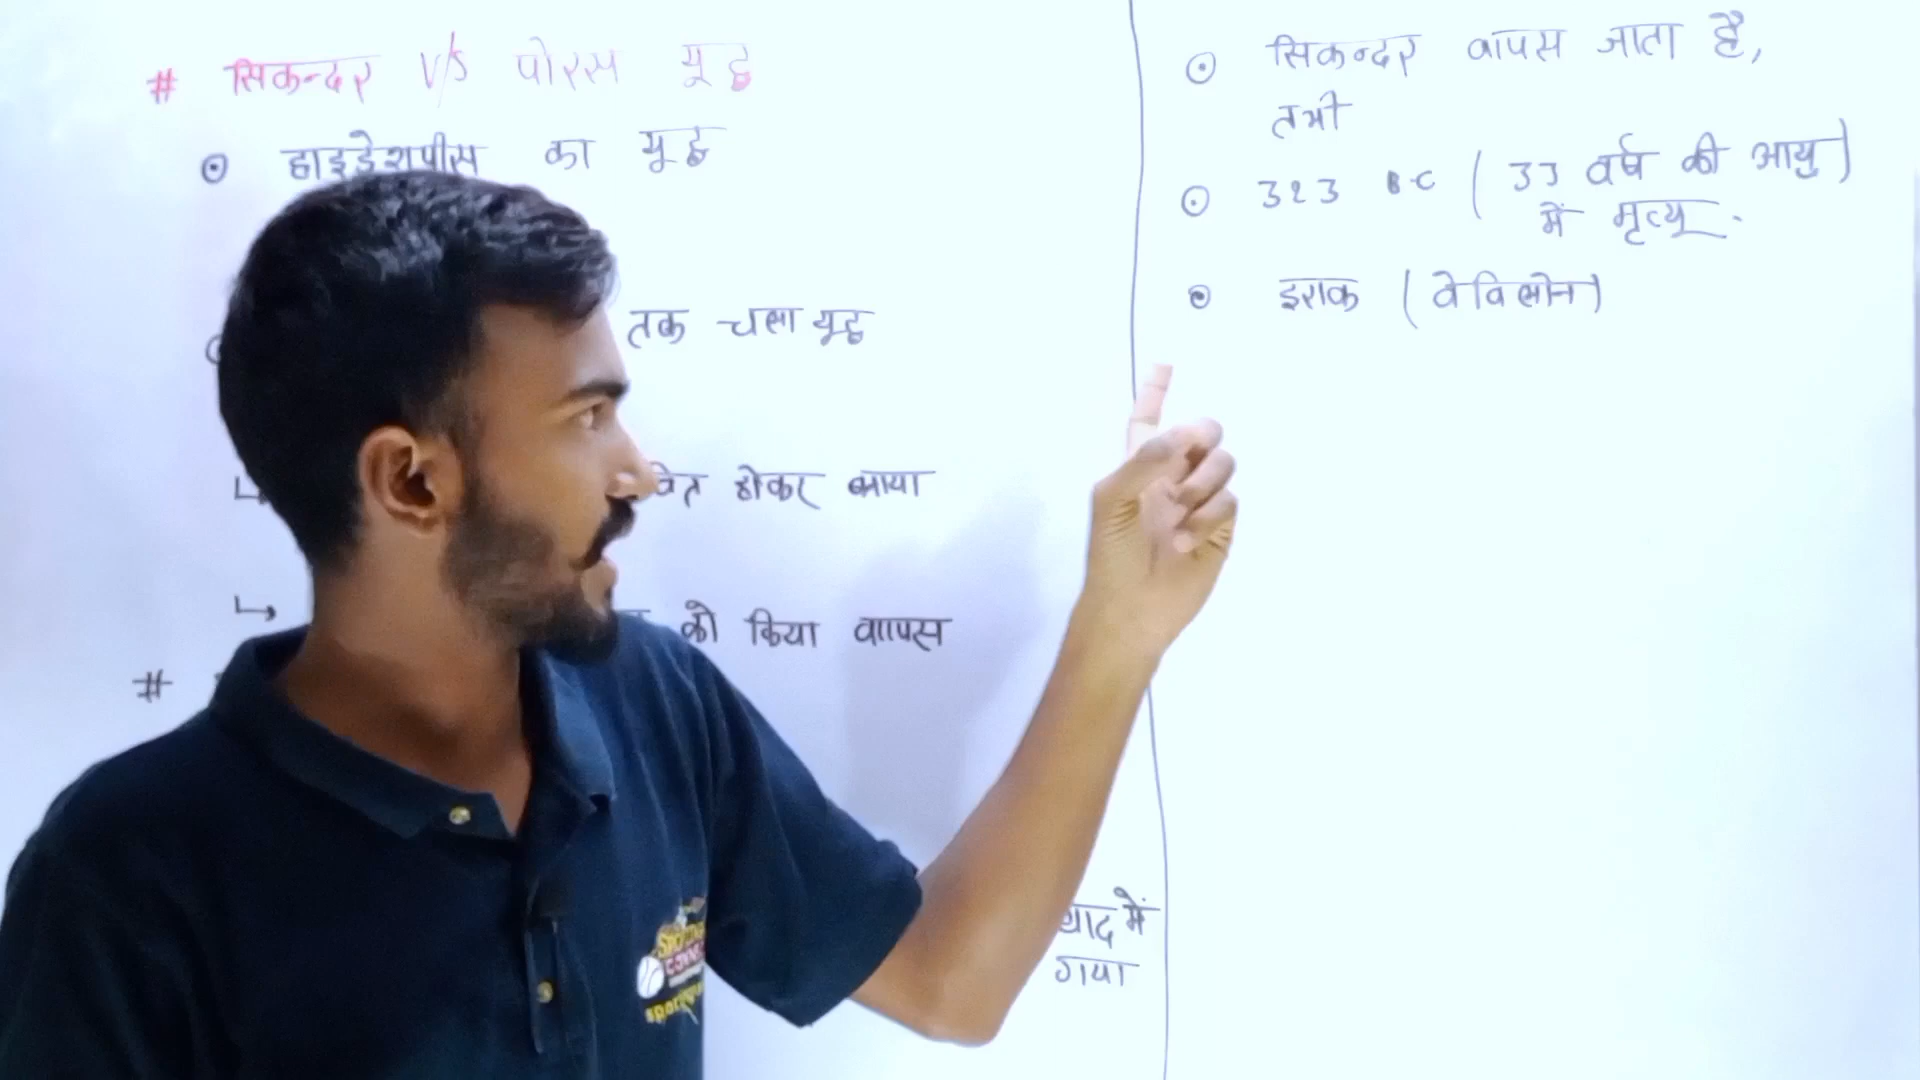 # सिकन्दर V/S पोरस यूद्ध
हाइडेशपीस का यूद्ध
तक चला यूद्ध
होकर आया
को किया वाापस
याद में
गया
सिकन्दर वापस जाता है,
तभी
323 B.C (33 वर्ष की आयु)
में मृत्यू.
इराक (वेविलोन)